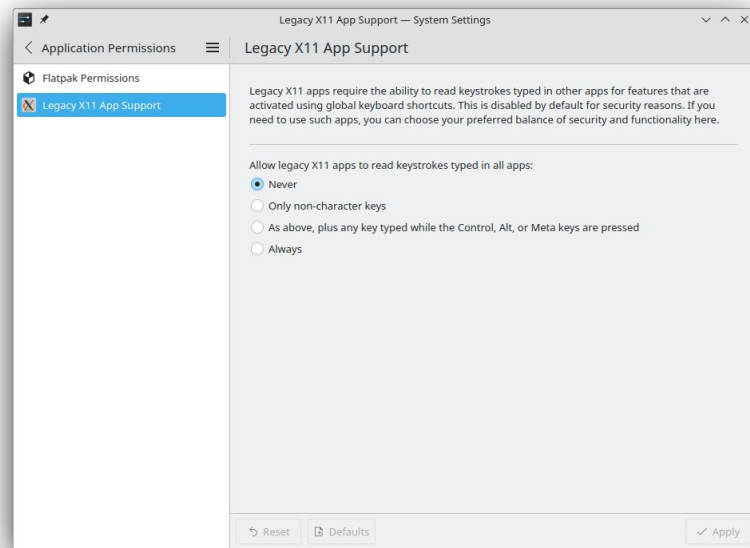 Legacy X11 App Support — System Settings
Application Permissions
Legacy X11 App Support
Flatpak Permissions
Legacy X11 App Support
Legacy X11 apps require the ability to read keystrokes typed in other apps for features that are
activated using global keyboard shortcuts. This is disabled by default for security reasons. If you
need to use such apps, you can choose your preferred balance of security and functionality here.
Allow legacy X11 apps to read keystrokes typed in all apps:
Never
Only non-character keys
As above, plus any key typed while the Control, Alt, or Meta keys are pressed
Always
Reset
Defaults
Apply